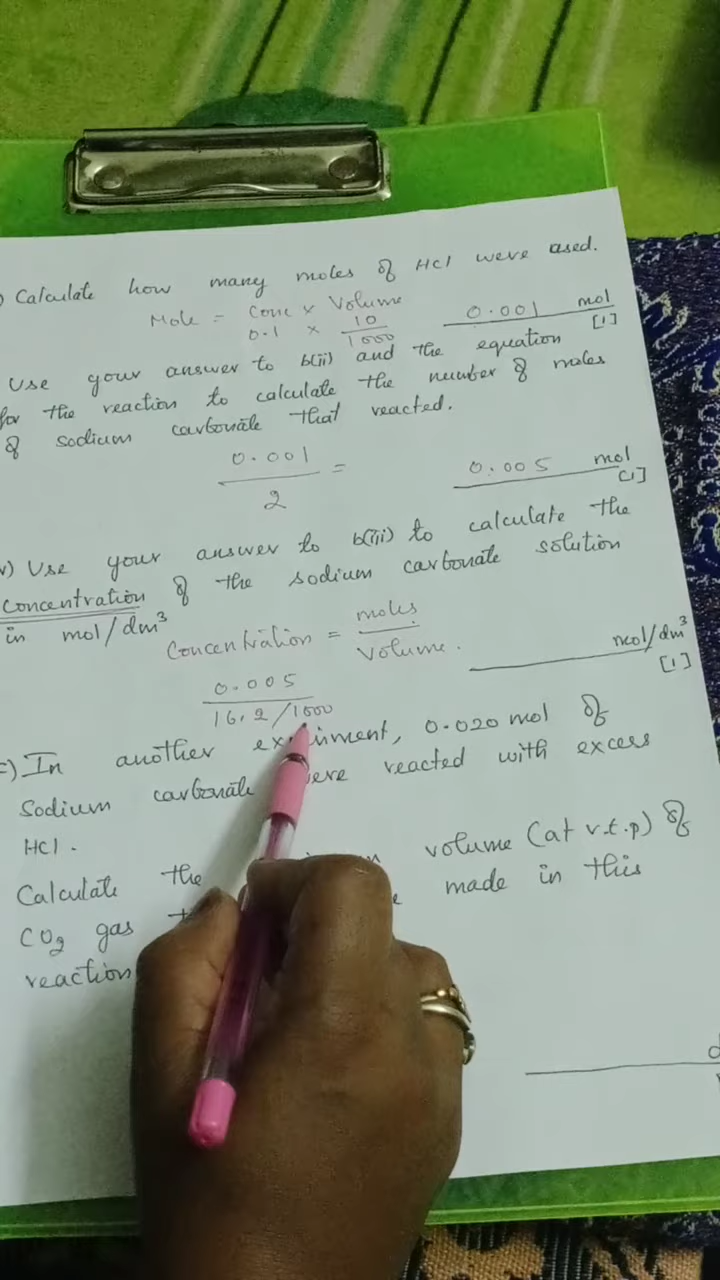 ) Calculate how many moles of HCl were used.
Mole = Conc x Volume
0.1 x 10/1000
0.001 mol
[1]
Use your answer to b(ii) and the equation
for the reaction to calculate the number of moles
of sodium carbonate that reacted.
0.001/2 =
0.005 mol
[1]
v) Use your answer to b(iii) to calculate the
concentration of the sodium carbonate solution
in mol/dm³
Concentration = moles/Volume.
mol/dm³
[1]
0.005
16.2/1000
c) In another experiment, 0.020 mol of
Sodium carbonate were reacted with excess
HCl.
Calculate the volume (at r.t.p) of
CO₂ gas made in this
reaction